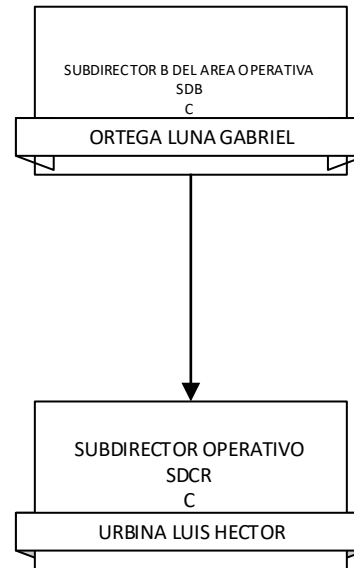 SUBDIRECTOR B DEL AREA OPERATIVA
SDB
C
ORTEGA LUNA GABRIEL
SUBDIRECTOR OPERATIVO
SDCR
C
URBINA LUIS HECTOR